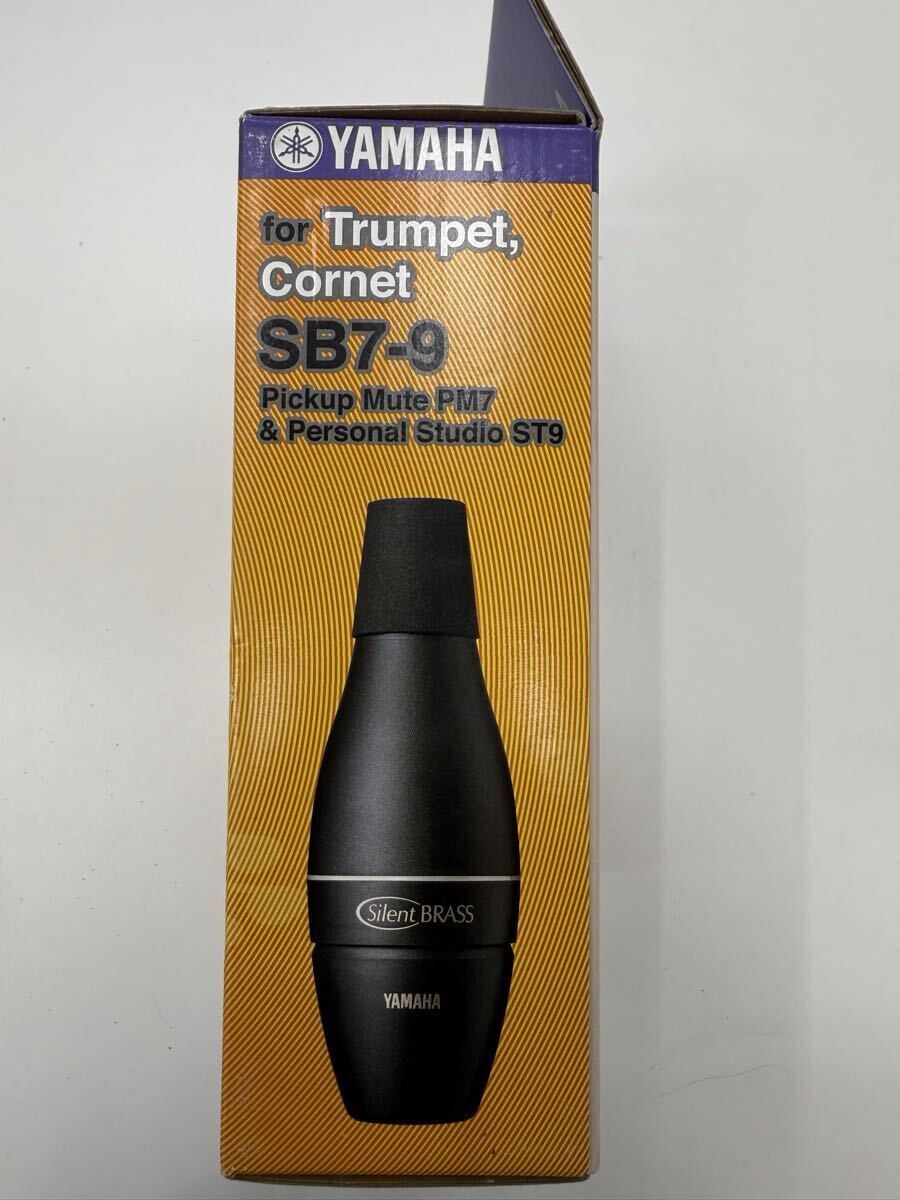 YAMAHA
for Trumpet,
Cornet
SB7-9
Pickup Mute PM7
& Personal Studio ST9
Silent BRASS
YAMAHA